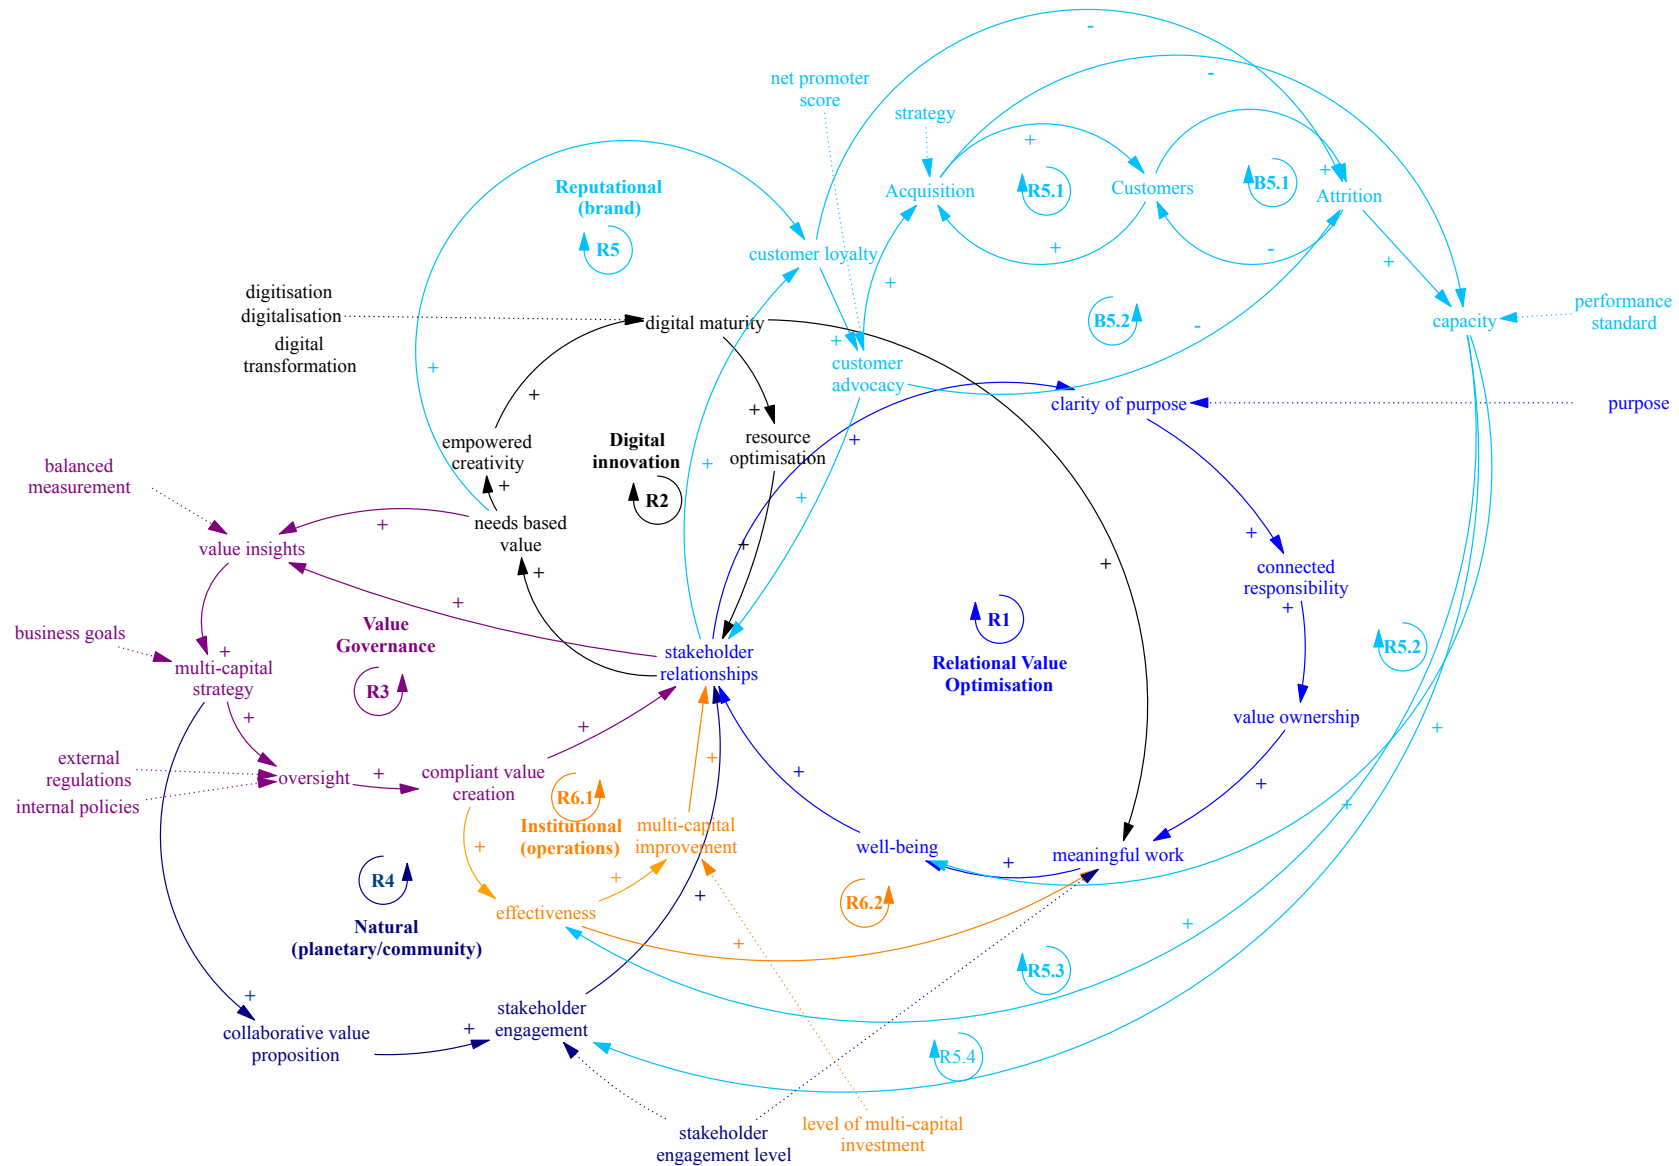 -
-
net promoter
score
strategy
+
Acquisition
R5.1
Customers
B5.1
+
Attrition
Reputational
(brand)
R5
customer loyalty
+
-
+
+
B5.2
-
capacity
performance
standard
digitisation
digitalisation
digital
transformation
digital maturity
+
customer
advocacy
+
+
clarity of purpose
purpose
+
resource
optimisation
empowered
creativity
Digital
innovation
R2
+
+
+
+
balanced
measurement
needs based
value
+
value insights
+
+
+
+
connected
responsibility
+
+
R1
Relational Value
Optimisation
R5.2
business goals
Value
Governance
R3
+
multi-capital
strategy
+
stakeholder
relationships
value ownership
+
+
+
external
regulations
internal policies
oversight
+
compliant value
creation
R6.1
Institutional
(operations)
multi-capital
improvement
+
+
+
+
well-being
+
meaningful work
R4
Natural
(planetary/community)
effectiveness
+
+
+
R6.2
+
R5.3
+
collaborative value
proposition
+
stakeholder
engagement
R5.4
stakeholder
engagement level
level of multi-capital
investment